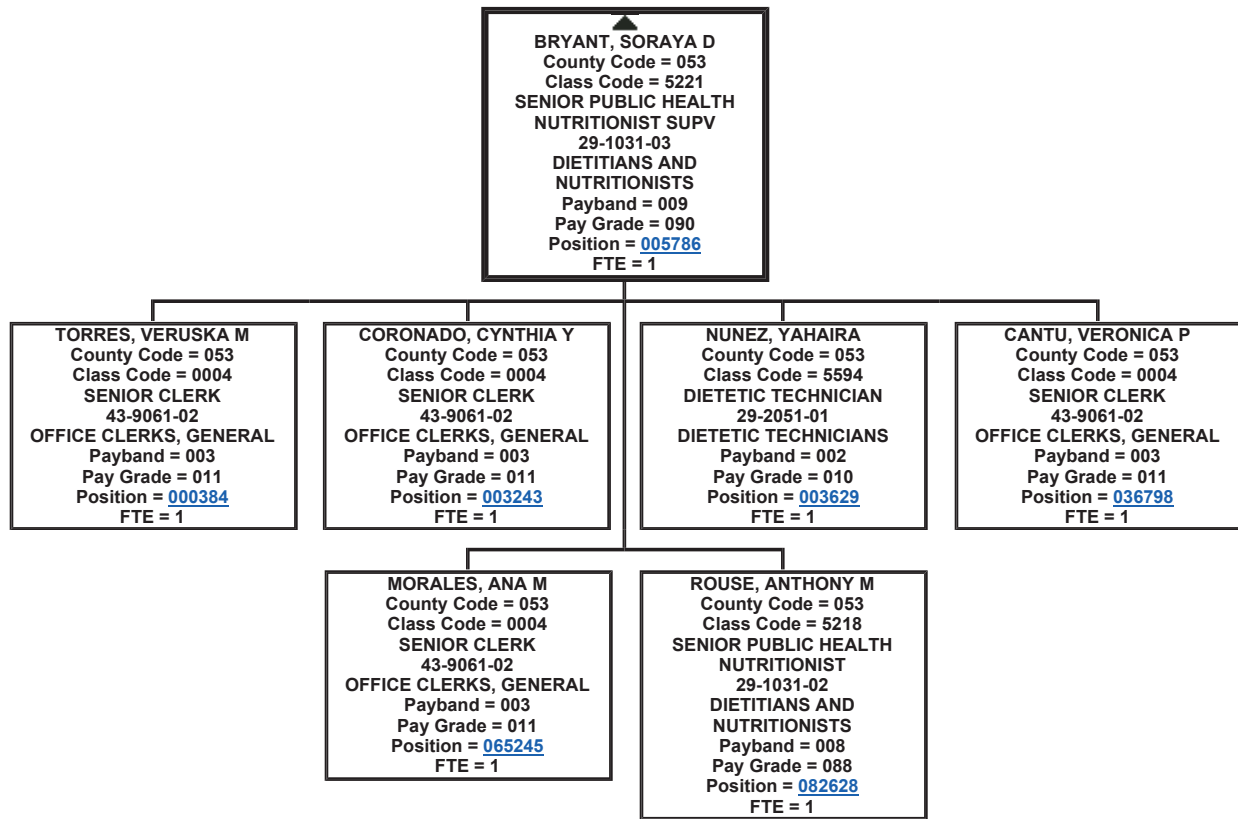 BRYANT, SORAYA D
County Code = 053
Class Code = 5221
SENIOR PUBLIC HEALTH
NUTRITIONIST SUPV
29-1031-03
DIETITIANS AND
NUTRITIONISTS
Payband = 009
Pay Grade = 090
Position = 005786
FTE = 1
TORRES, VERUSKA M
County Code = 053
Class Code = 0004
SENIOR CLERK
43-9061-02
OFFICE CLERKS, GENERAL
Payband = 003
Pay Grade = 011
Position = 000384
FTE = 1
CORONADO, CYNTHIA Y
County Code = 053
Class Code = 0004
SENIOR CLERK
43-9061-02
OFFICE CLERKS, GENERAL
Payband = 003
Pay Grade = 011
Position = 003243
FTE = 1
NUNEZ, YAHAIRA
County Code = 053
Class Code = 5594
DIETETIC TECHNICIAN
29-2051-01
DIETETIC TECHNICIANS
Payband = 002
Pay Grade = 010
Position = 003629
FTE = 1
CANTU, VERONICA P
County Code = 053
Class Code = 0004
SENIOR CLERK
43-9061-02
OFFICE CLERKS, GENERAL
Payband = 003
Pay Grade = 011
Position = 036798
FTE = 1
MORALES, ANA M
County Code = 053
Class Code = 0004
SENIOR CLERK
43-9061-02
OFFICE CLERKS, GENERAL
Payband = 003
Pay Grade = 011
Position = 065245
FTE = 1
ROUSE, ANTHONY M
County Code = 053
Class Code = 5218
SENIOR PUBLIC HEALTH
NUTRITIONIST
29-1031-02
DIETITIANS AND
NUTRITIONISTS
Payband = 008
Pay Grade = 088
Position = 082628
FTE = 1